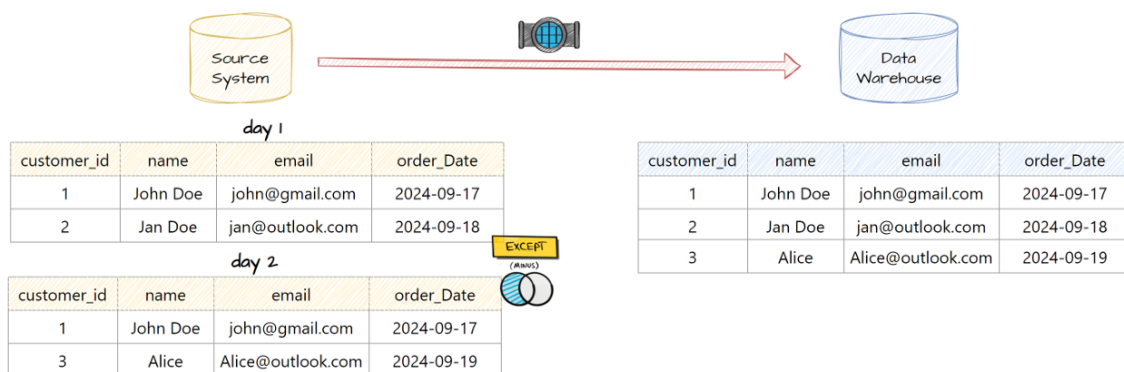 Source
System
Data
Warehouse
day 1
customer_id name email order_Date
1 John Doe john@gmail.com 2024-09-17
2 Jan Doe jan@outlook.com 2024-09-18
EXCEPT
(MINUS)
day 2
customer_id name email order_Date
1 John Doe john@gmail.com 2024-09-17
3 Alice Alice@outlook.com 2024-09-19
customer_id name email order_Date
1 John Doe john@gmail.com 2024-09-17
2 Jan Doe jan@outlook.com 2024-09-18
3 Alice Alice@outlook.com 2024-09-19